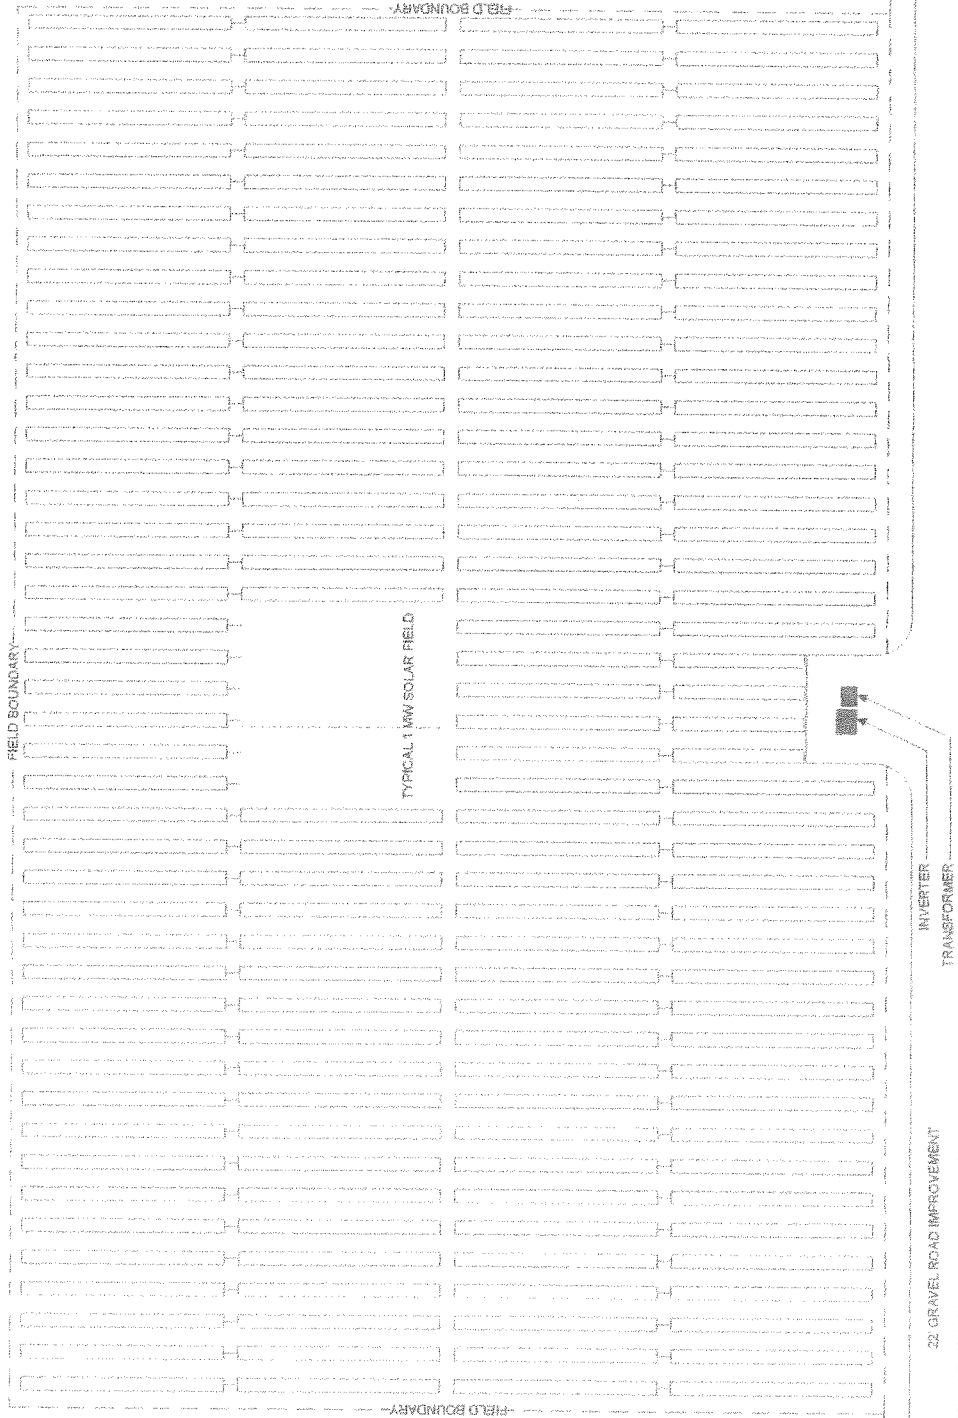 FIELD BOUNDARY
FIELD BOUNDARY
TYPICAL 1 MW SOLAR FIELD
INVERTER
TRANSFORMER
22' GRAVEL ROAD IMPROVEMENT
FIELD BOUNDARY